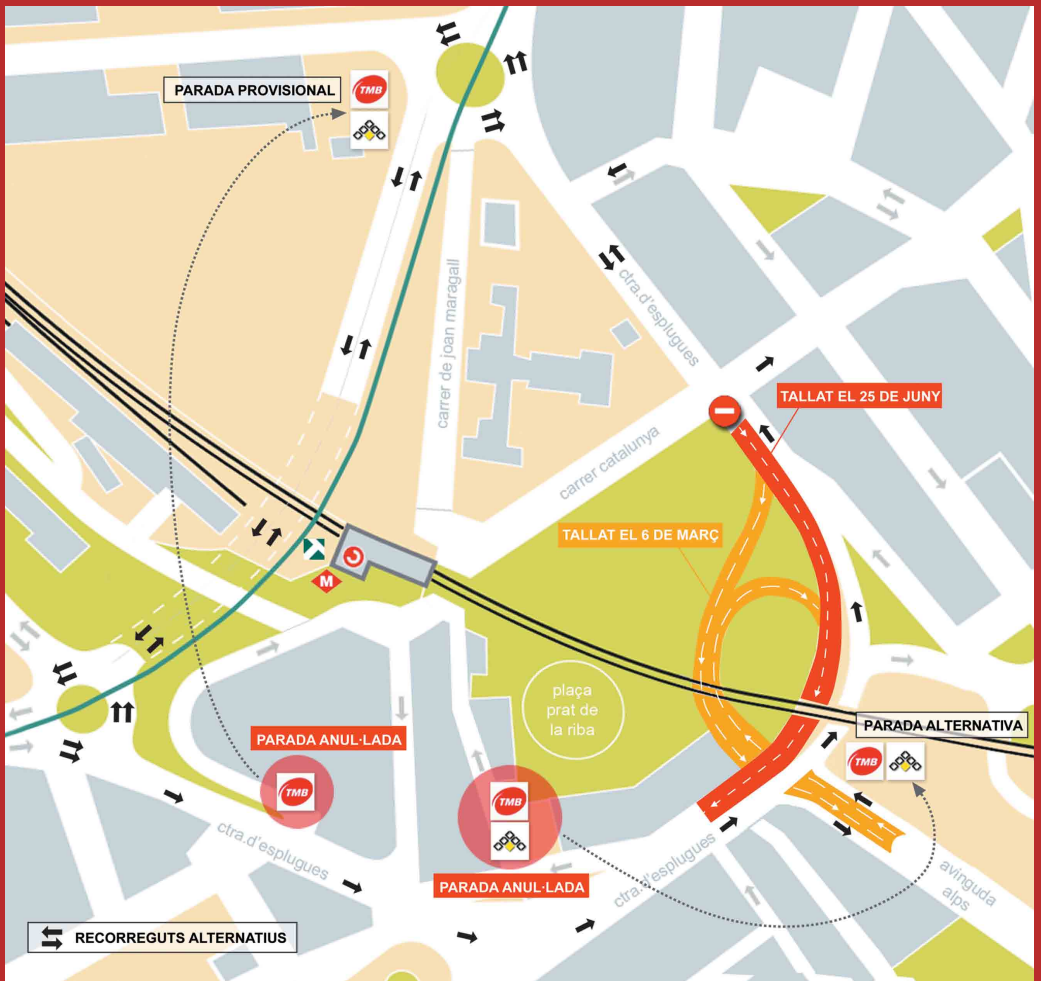 PARADA PROVISIONAL
TMB
carrer de joan maragall
ctra.d'esplugues
TALLAT EL 25 DE JUNY
carrer catalunya
TALLAT EL 6 DE MARÇ
M
plaça
prat de
la riba
PARADA ALTERNATIVA
TMB
PARADA ANUL·LADA
TMB
TMB
ctra.d'esplugues
PARADA ANUL·LADA
ctra.d'esplugues
avinguda
alps
RECORREGUTS ALTERNATIUS